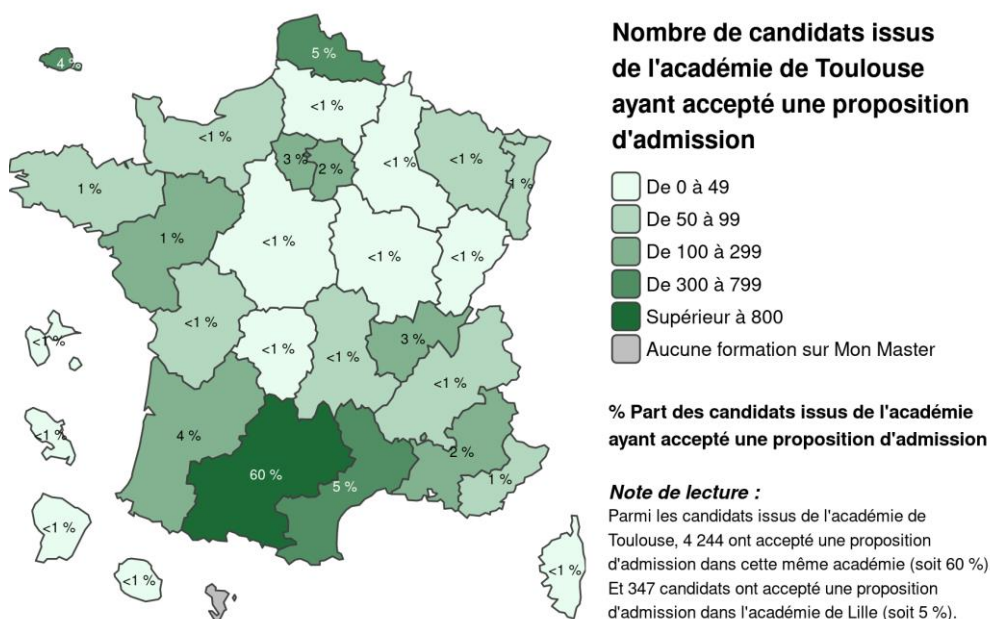 Nombre de candidats issus
de l'académie de Toulouse
ayant accepté une proposition
d'admission
De 0 à 49
De 50 à 99
De 100 à 299
De 300 à 799
Supérieur à 800
Aucune formation sur Mon Master
% Part des candidats issus de l'académie
ayant accepté une proposition d'admission
Note de lecture :
Parmi les candidats issus de l'académie de
Toulouse, 4 244 ont accepté une proposition
d'admission dans cette même académie (soit 60 %)
Et 347 candidats ont accepté une proposition
d'admission dans l'académie de Lille (soit 5 %).
5 %
4 %
<1 %
<1 %
3 %
2 %
<1 %
<1 %
1 %
1 %
1 %
<1 %
<1 %
<1 %
<1 %
<1 %
<1 %
3 %
<1 %
<1 %
<1 %
4 %
2 %
60 %
5 %
1 %
<1 %
<1 %
<1 %